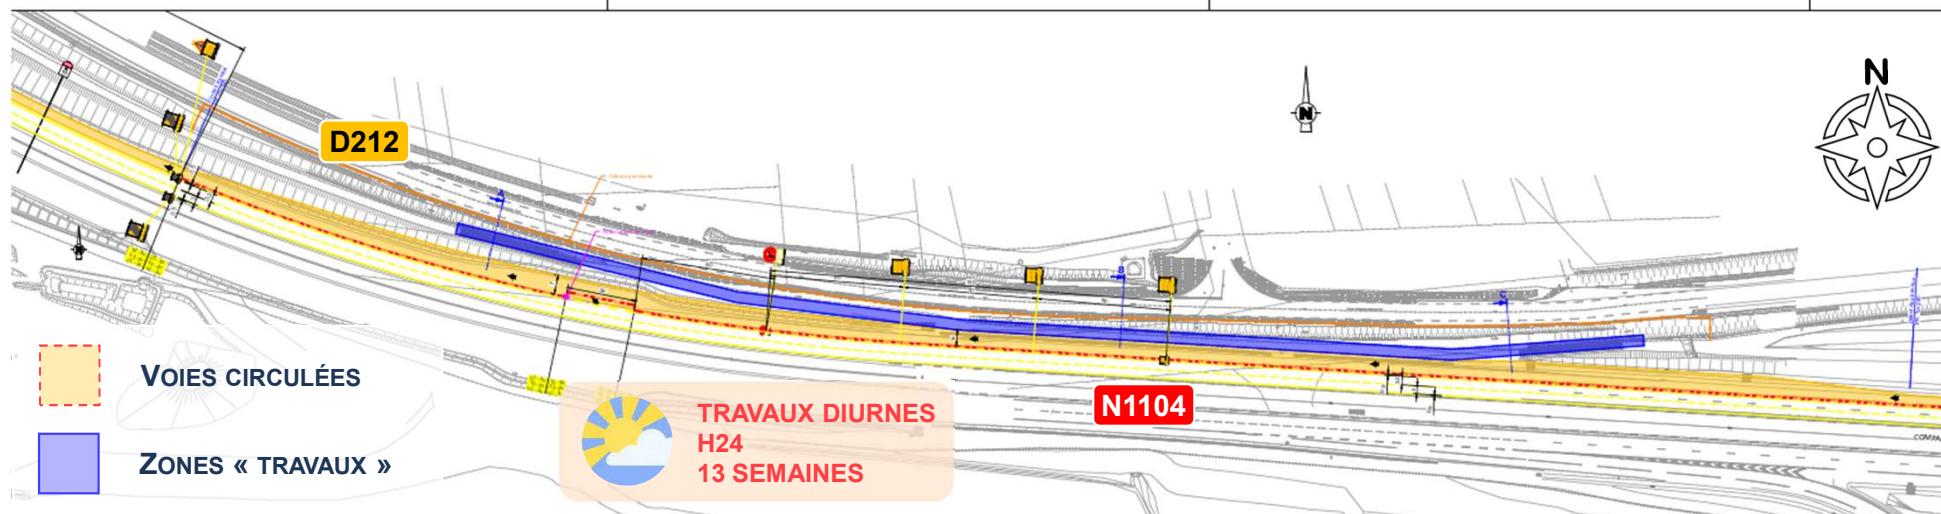 N
N
D212
A
B
C
VOIES CIRCULÉES
ZONES « TRAVAUX »
TRAVAUX DIURNES
H24
13 SEMAINES
N1104